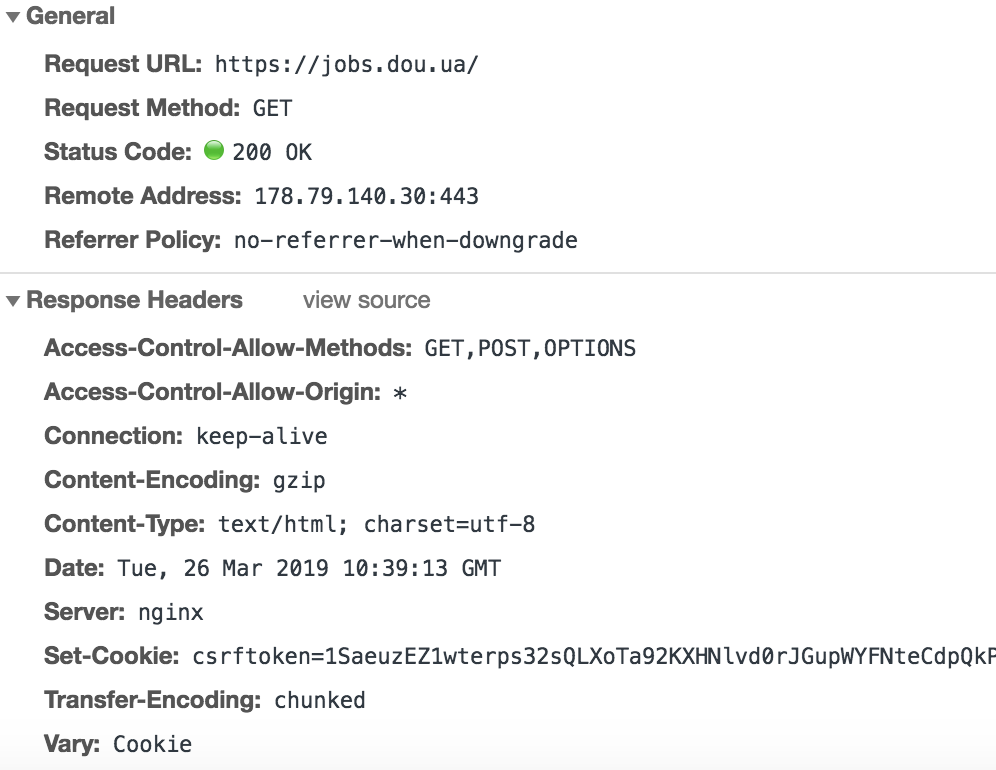 General
Request URL: https://jobs.dou.ua/
Request Method: GET
Status Code: 200 OK
Remote Address: 178.79.140.30:443
Referrer Policy: no-referrer-when-downgrade
Response Headers view source
Access-Control-Allow-Methods: GET,POST,OPTIONS
Access-Control-Allow-Origin: *
Connection: keep-alive
Content-Encoding: gzip
Content-Type: text/html; charset=utf-8
Date: Tue, 26 Mar 2019 10:39:13 GMT
Server: nginx
Set-Cookie: csrftoken=1SaeuzEZ1wterps32sQLXoTa92KXHNlvd0rJGupWYFNteCdpQkP
Transfer-Encoding: chunked
Vary: Cookie